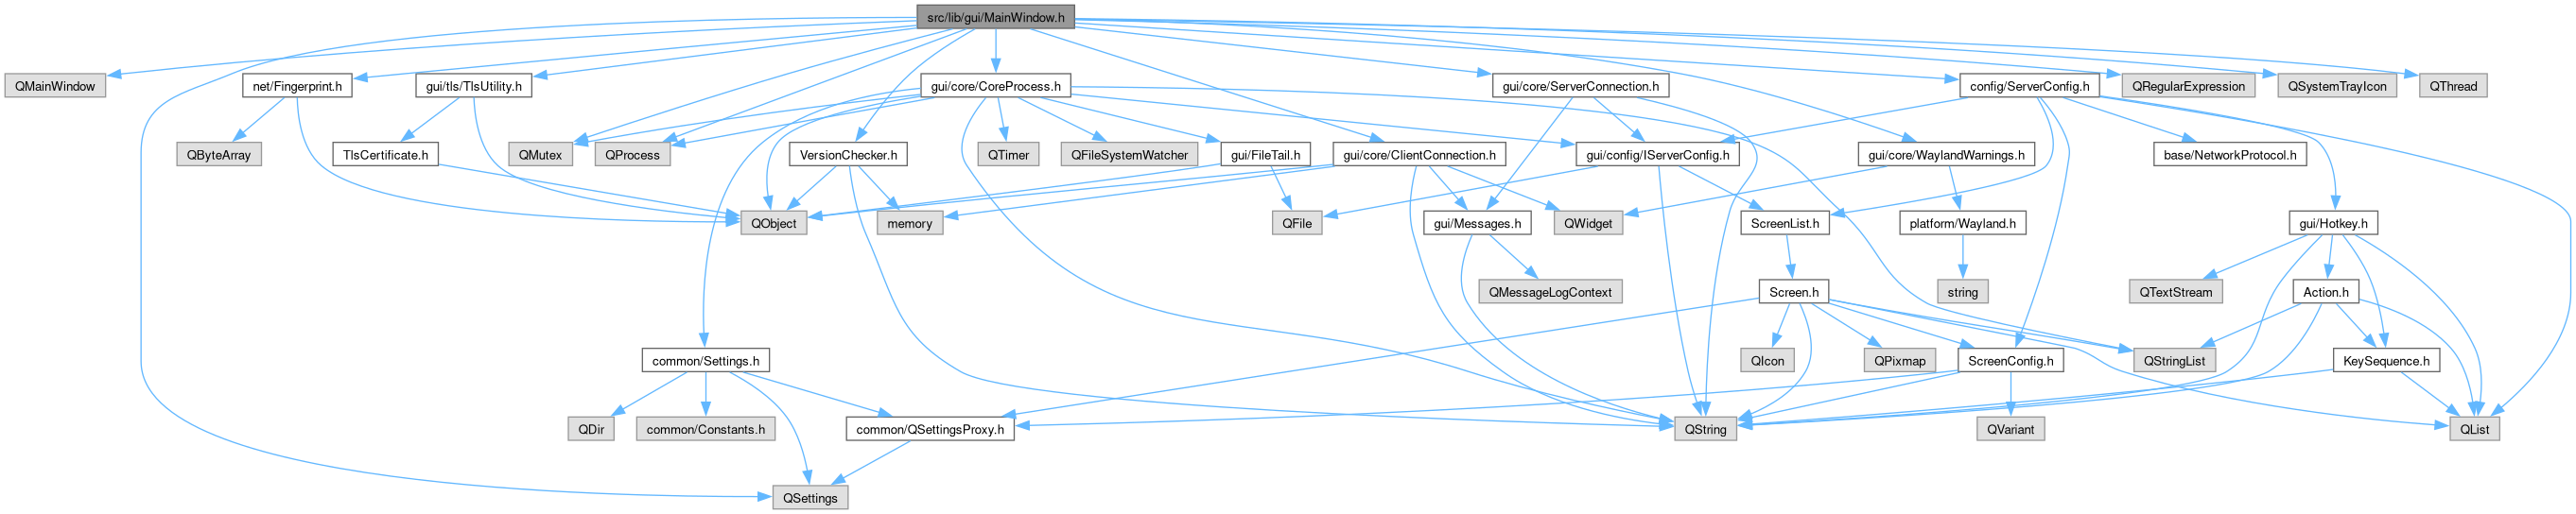 src/lib/gui/MainWindow.h
QMainWindow
net/Fingerprint.h
gui/tls/TlsUtility.h
gui/core/CoreProcess.h
gui/core/ServerConnection.h
config/ServerConfig.h
QRegularExpression
QSystemTrayIcon
QThread
QByteArray
TlsCertificate.h
QMutex
QProcess
VersionChecker.h
QTimer
QFileSystemWatcher
gui/FileTail.h
gui/core/ClientConnection.h
gui/config/IServerConfig.h
gui/core/WaylandWarnings.h
base/NetworkProtocol.h
QObject
memory
QFile
gui/Messages.h
QWidget
ScreenList.h
platform/Wayland.h
gui/Hotkey.h
QMessageLogContext
Screen.h
string
QTextStream
Action.h
common/Settings.h
QIcon
QPixmap
ScreenConfig.h
QStringList
KeySequence.h
QDir
common/Constants.h
common/QSettingsProxy.h
QString
QVariant
QList
QSettings